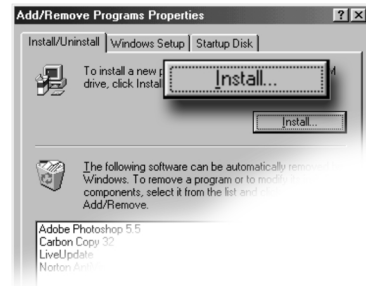 Add/Remove Programs Properties
Install/Uninstall Windows Setup Startup Disk
To install a new
drive, click Instal
Install...
Install...
The following software can be automatically
Windows. To remove a program or to
components, select it from the list and
Add/Remove.
Adobe Photoshop 5.5
Carbon Copy 32
LiveUpdate
Norton